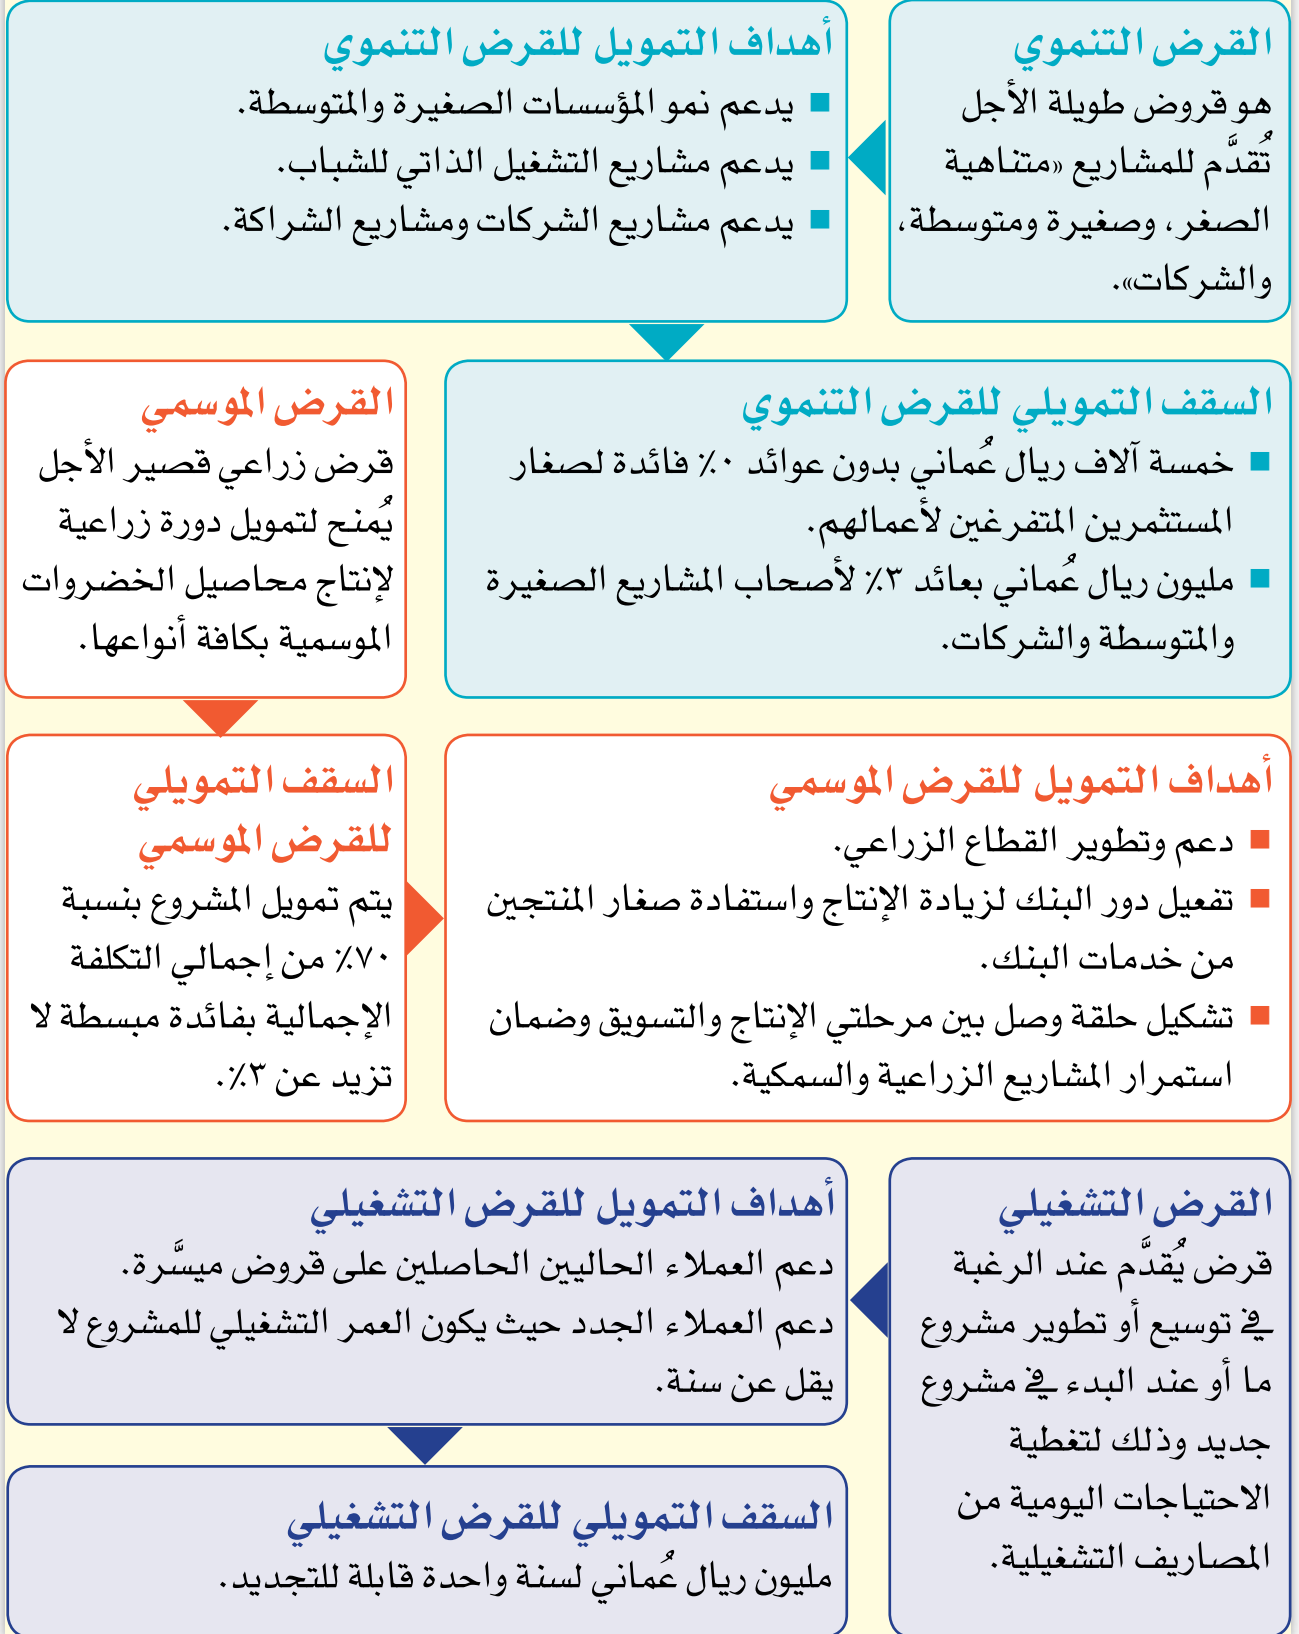 القرض التنموي
هو قروض طويلة الأجل
تُقدَّم للمشاريع «متناهية
الصغر، وصغيرة ومتوسطة،
والشركات».
أهداف التمويل للقرض التنموي
■ يدعم نمو المؤسسات الصغيرة والمتوسطة.
■ يدعم مشاريع التشغيل الذاتي للشباب.
■ يدعم مشاريع الشركات ومشاريع الشراكة.
السقف التمويلي للقرض التنموي
■ خمسة آلاف ريال عُماني بدون عوائد ٠٪ فائدة لصغار
المستثمرين المتفرغين لأعمالهم.
■ مليون ريال عُماني بعائد ٣٪ لأصحاب المشاريع الصغيرة
والمتوسطة والشركات.
القرض الموسمي
قرض زراعي قصير الأجل
يُمنح لتمويل دورة زراعية
لإنتاج محاصيل الخضروات
الموسمية بكافة أنواعها.
السقف التمويلي
للقرض الموسمي
يتم تمويل المشروع بنسبة
٧٠٪ من إجمالي التكلفة
الإجمالية بفائدة مبسطة لا
تزيد عن ٣٪.
أهداف التمويل للقرض الموسمي
■ دعم وتطوير القطاع الزراعي.
■ تفعيل دور البنك لزيادة الإنتاج واستفادة صغار المنتجين
من خدمات البنك.
■ تشكيل حلقة وصل بين مرحلتي الإنتاج والتسويق وضمان
استمرار المشاريع الزراعية والسمكية.
القرض التشغيلي
قرض يُقدَّم عند الرغبة
في توسيع أو تطوير مشروع
ما أو عند البدء في مشروع
جديد وذلك لتغطية
الاحتياجات اليومية من
المصاريف التشغيلية.
أهداف التمويل للقرض التشغيلي
دعم العملاء الحاليين الحاصلين على قروض ميسَّرة.
دعم العملاء الجدد حيث يكون العمر التشغيلي للمشروع لا
يقل عن سنة.
السقف التمويلي للقرض التشغيلي
مليون ريال عُماني لسنة واحدة قابلة للتجديد.